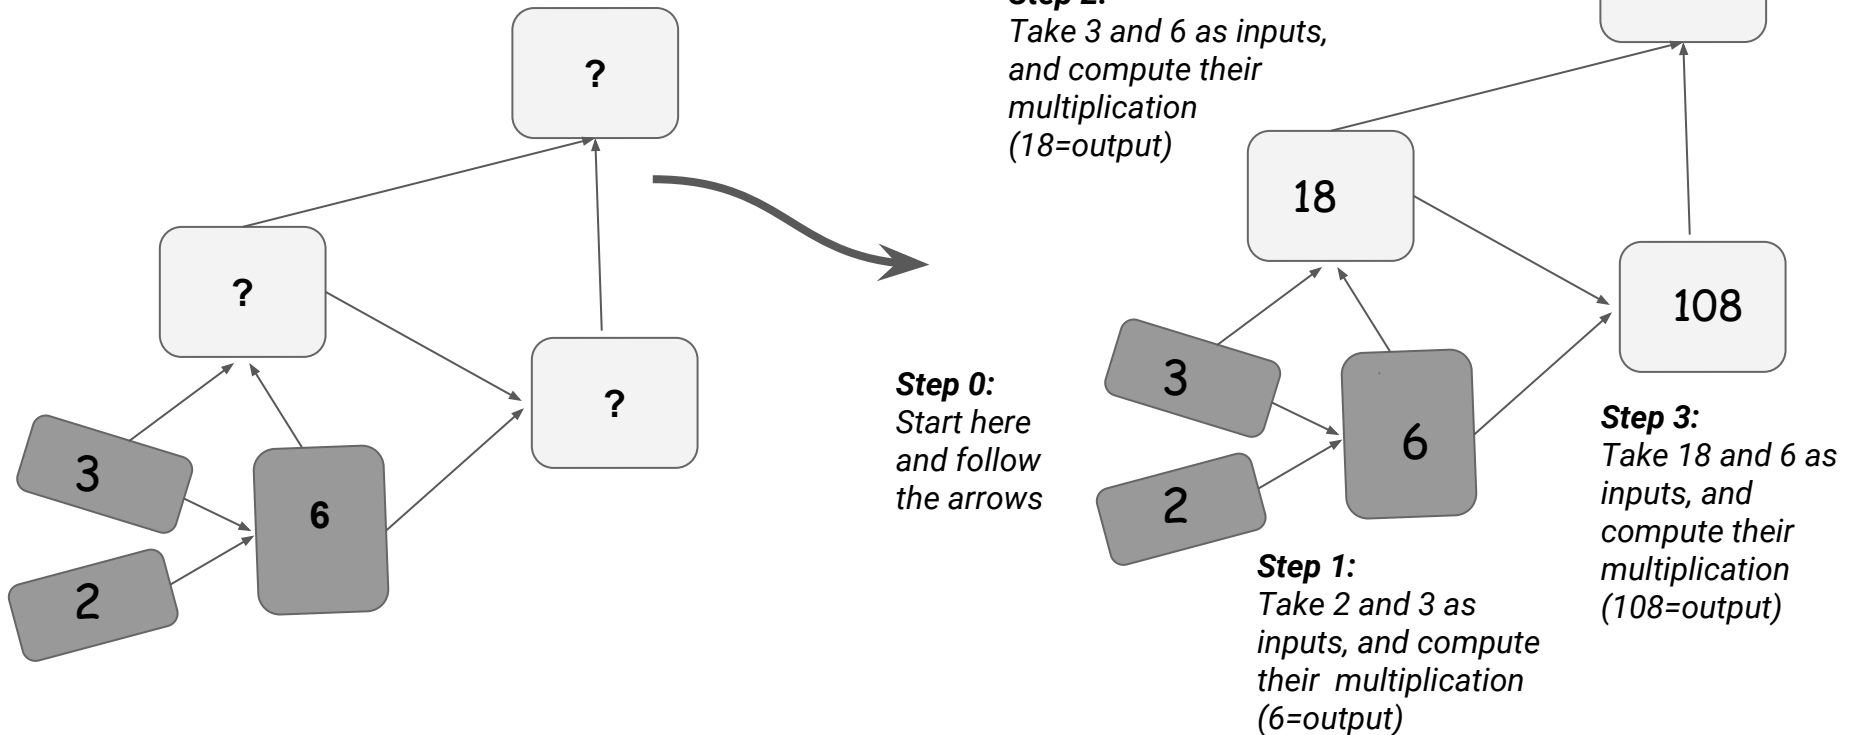 ?
?
?
3
6
2
Step 2:
Take 3 and 6 as inputs,
and compute their
multiplication
(18=output)
18
108
3
6
2
Step 0:
Start here
and follow
the arrows
Step 1:
Take 2 and 3 as
inputs, and compute
their  multiplication
(6=output)
Step 3:
Take 18 and 6 as
inputs, and
compute their
multiplication
(108=output)